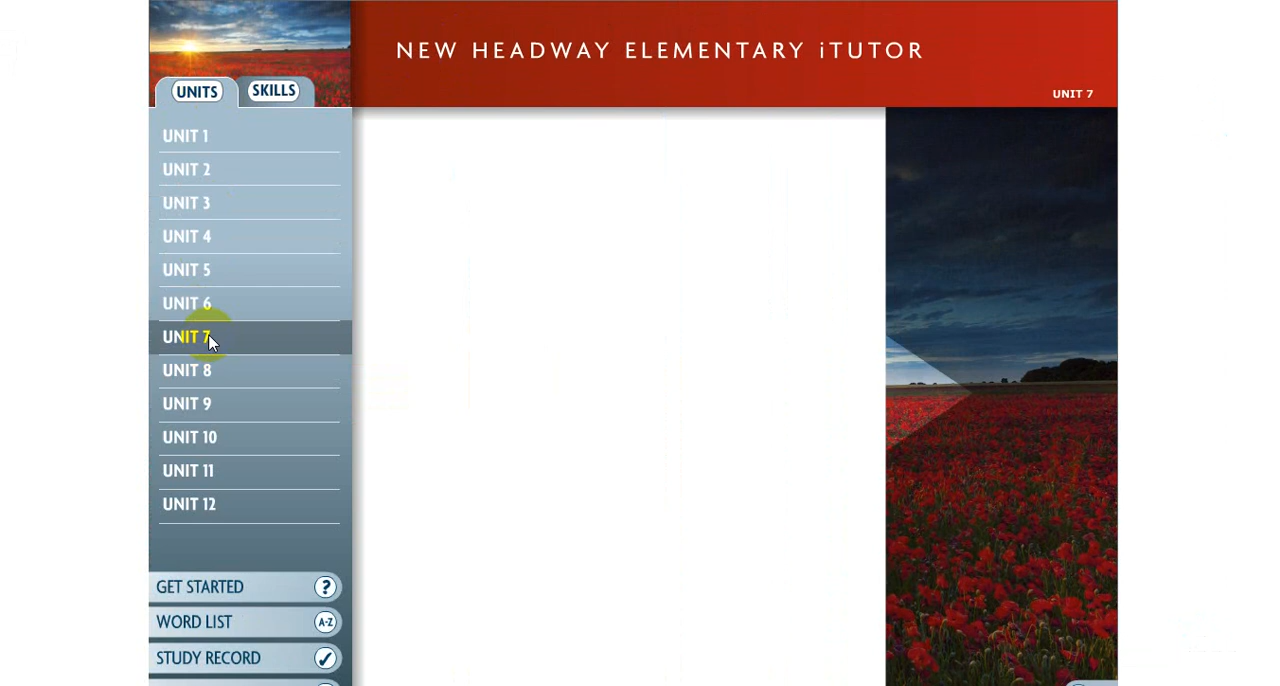 NEW HEADWAY ELEMENTARY iTUTOR
UNIT 7
UNITS
SKILLS
UNIT 1
UNIT 2
UNIT 3
UNIT 4
UNIT 5
UNIT 6
UNIT 7
UNIT 8
UNIT 9
UNIT 10
UNIT 11
UNIT 12
GET STARTED ?
WORD LIST A-Z
STUDY RECORD